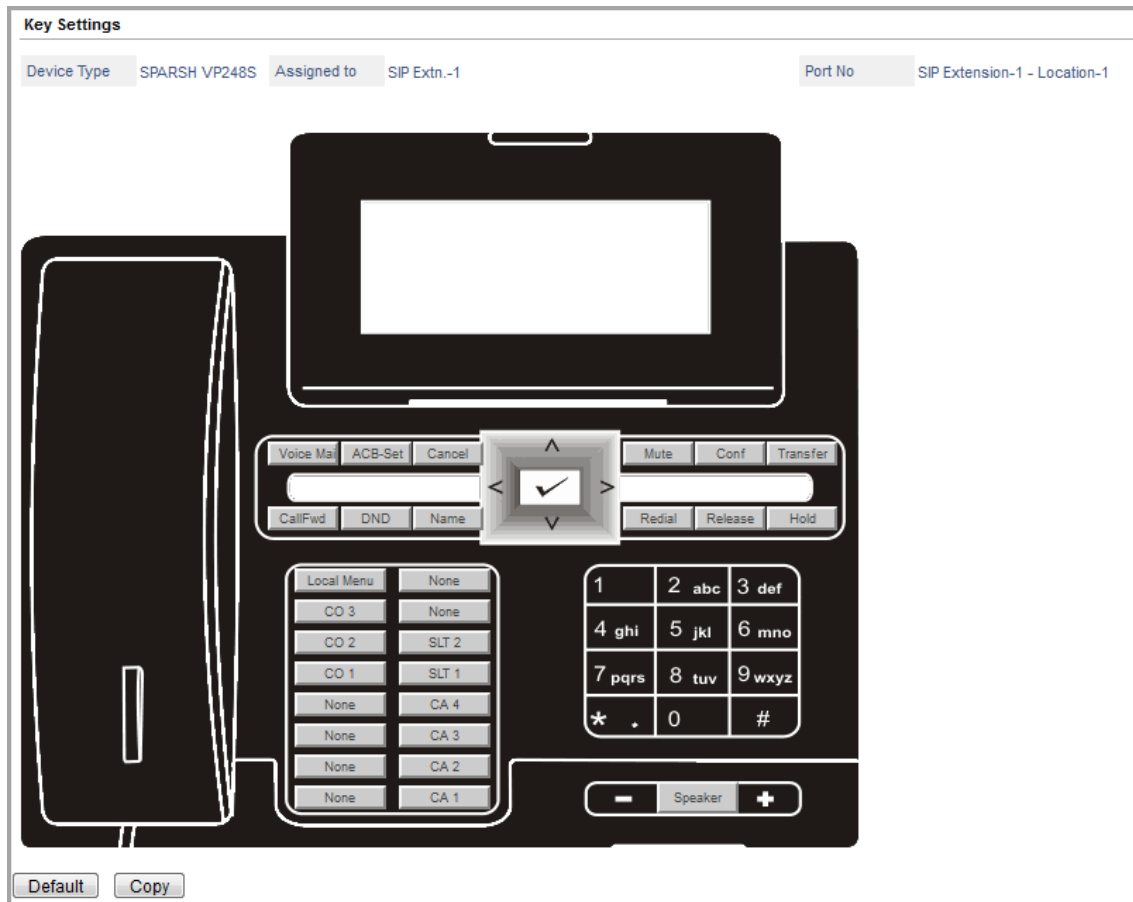 Key Settings
Device Type SPARSH VP248S Assigned to SIP Extn.-1 Port No SIP Extension-1 - Location-1
Voice Mai ACB-Set Cancel Mute Conf Transfer
CallFwd DND Name Redial Release Hold
Local Menu None
CO 3 None
CO 2 SLT 2
CO 1 SLT 1
None CA 4
None CA 3
None CA 2
None CA 1
1 2 abc 3 def
4 ghi 5 jkl 6 mno
7 pqrs 8 tuv 9 wxyz
* . 0 #
- Speaker +
Default Copy